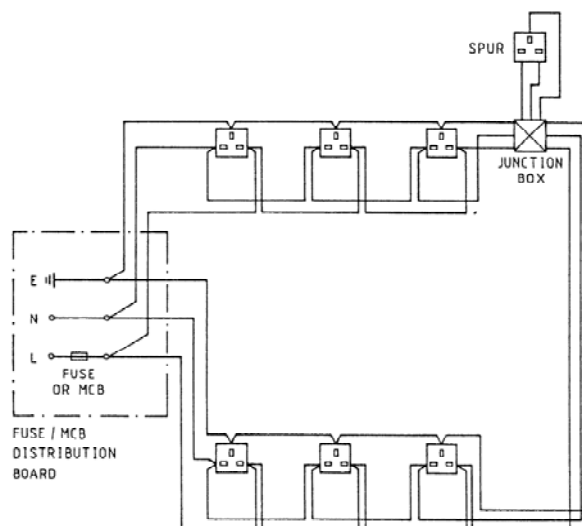 SPUR
JUNCTION
BOX
E
N
L
FUSE
OR MCB
FUSE / MCB
DISTRIBUTION
BOARD